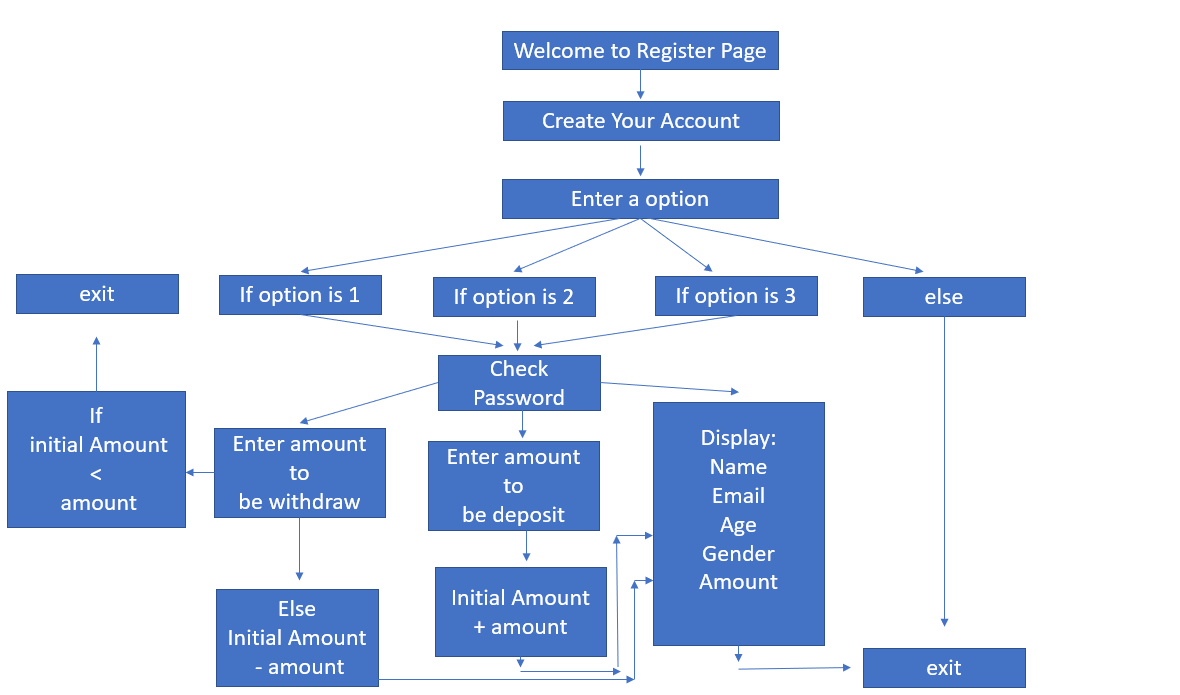 Welcome to Register Page
Create Your Account
Enter a option
exit
If option is 1
If option is 2
If option is 3
else
Check
Password
If
initial Amount
<
amount
Enter amount
to
be withdraw
Enter amount
to
be deposit
Display:
Name
Email
Age
Gender
Amount
Else
Initial Amount
- amount
Initial Amount
+ amount
exit